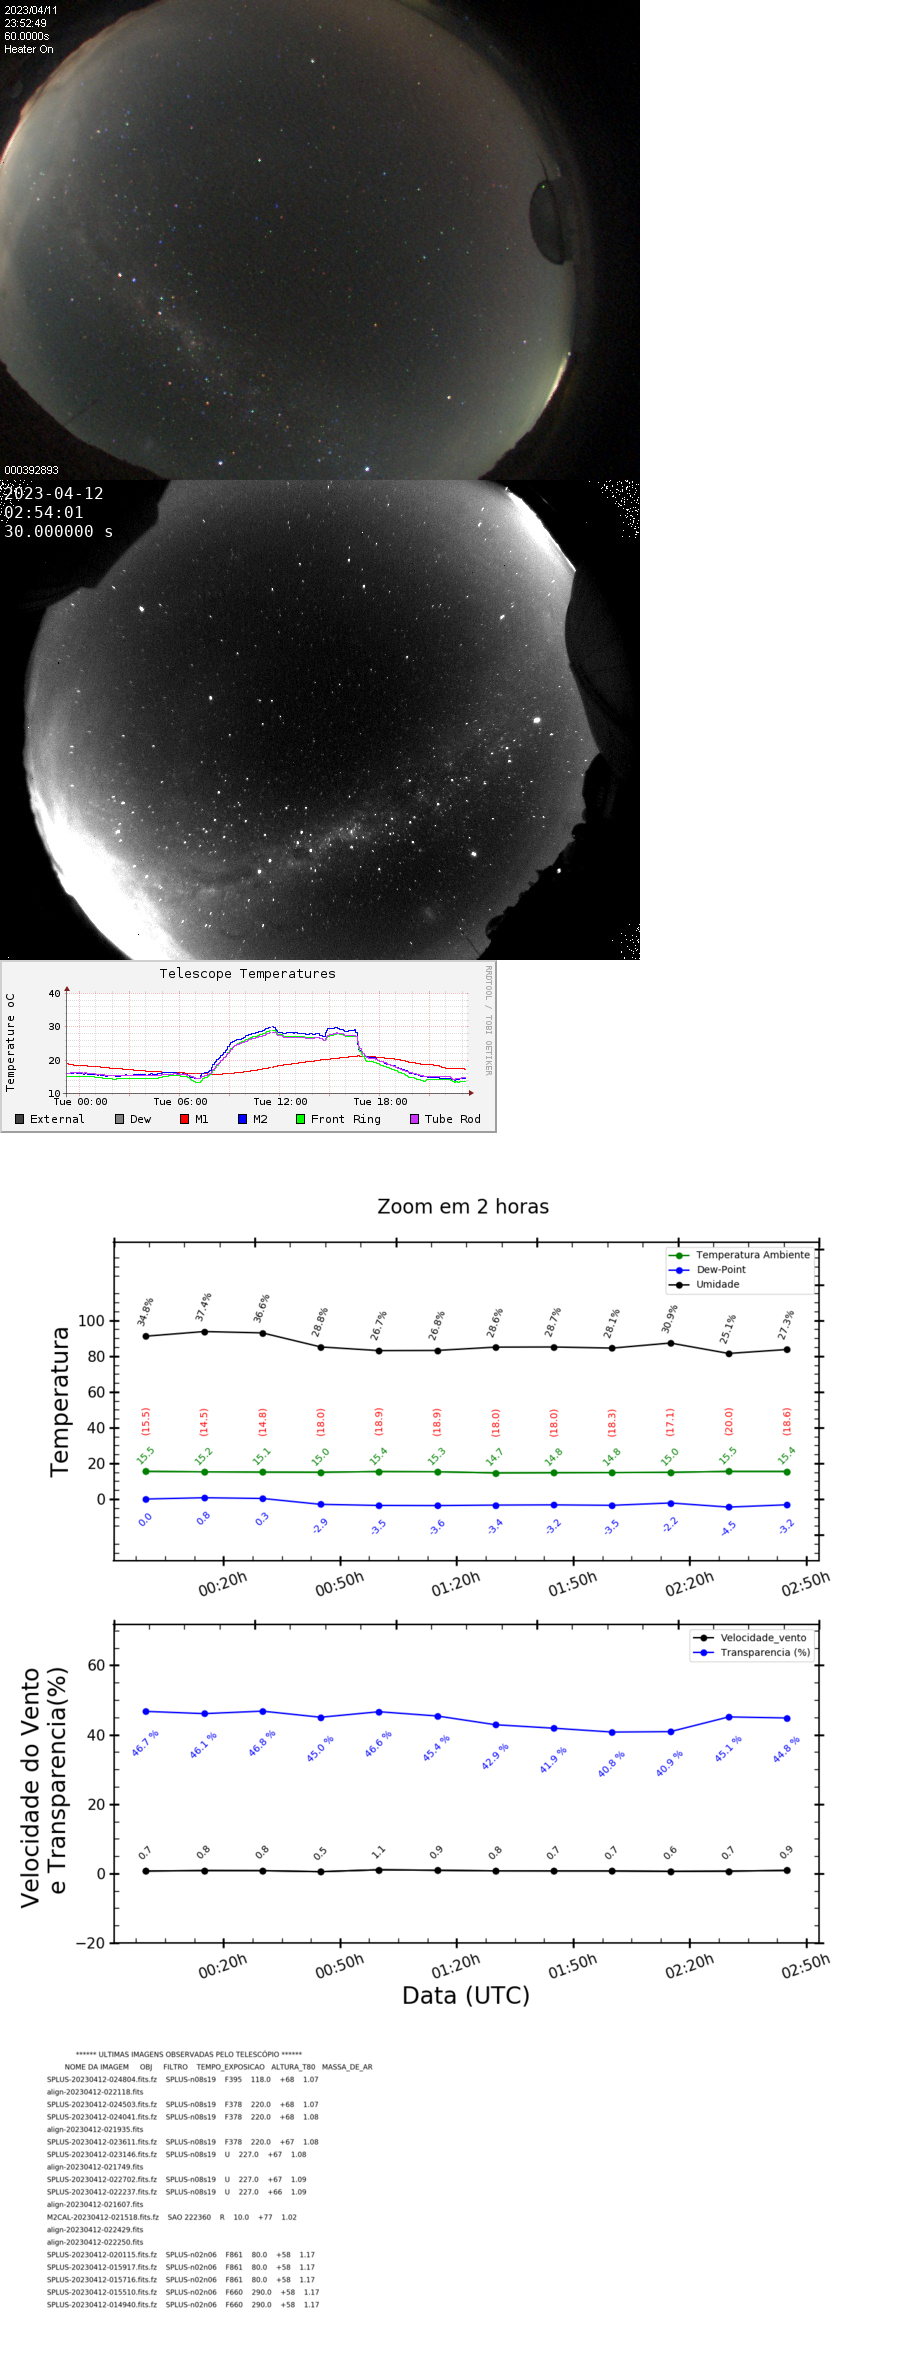 2023/04/11
23:52:49
60.0000s
Heater On
000392893
2023-04-12
02:54:01
30.000000 s
Telescope Temperatures
RRDTOOL / TOBI OETIKER
Temperature oC
40
30
20
10
Tue 00:00 Tue 06:00 Tue 12:00 Tue 18:00
External Dew M1 M2 Front Ring Tube Rod
Zoom em 2 horas
Temperatura Ambiente
Dew-Point
Umidade
Temperatura
100
80
60
40
20
0
34.8% 37.4% 36.6% 28.8% 26.7% 26.8% 28.6% 28.7% 28.1% 30.9% 25.1% 27.3%
(15.5) (14.5) (14.8) (18.0) (18.9) (18.9) (18.0) (18.0) (18.3) (17.1) (20.0) (18.6)
15.5 15.2 15.1 15.0 15.4 15.3 14.7 14.8 14.8 15.0 15.5 15.4
0.0 0.8 0.3 -2.9 -3.5 -3.6 -3.4 -3.2 -3.5 -2.2 -4.5 -3.2
00:20h 00:50h 01:20h 01:50h 02:20h 02:50h
Velocidade_vento
Transparencia (%)
Velocidade do Vento
e Transparencia(%)
60
40
20
0
−20
46.7 % 46.1 % 46.8 % 45.0 % 46.6 % 45.4 % 42.9 % 41.9 % 40.8 % 40.9 % 45.1 % 44.8 %
0.7 0.8 0.8 0.5 1.1 0.9 0.8 0.7 0.7 0.6 0.7 0.9
00:20h 00:50h 01:20h 01:50h 02:20h 02:50h
Data (UTC)
****** ULTIMAS IMAGENS OBSERVADAS PELO TELESCÓPIO ******
NOME DA IMAGEM OBJ FILTRO TEMPO_EXPOSICAO ALTURA_T80 MASSA_DE_AR
SPLUS-20230412-024804.fits.fz SPLUS-n08s19 F395 118.0 +68 1.07
align-20230412-022118.fits
SPLUS-20230412-024503.fits.fz SPLUS-n08s19 F378 220.0 +68 1.07
SPLUS-20230412-024041.fits.fz SPLUS-n08s19 F378 220.0 +68 1.08
align-20230412-021935.fits
SPLUS-20230412-023611.fits.fz SPLUS-n08s19 F378 220.0 +67 1.08
SPLUS-20230412-023146.fits.fz SPLUS-n08s19 U 227.0 +67 1.08
align-20230412-021749.fits
SPLUS-20230412-022702.fits.fz SPLUS-n08s19 U 227.0 +67 1.09
SPLUS-20230412-022237.fits.fz SPLUS-n08s19 U 227.0 +66 1.09
align-20230412-021607.fits
M2CAL-20230412-021518.fits.fz SAO 222360 R 10.0 +77 1.02
align-20230412-022429.fits
align-20230412-022250.fits
SPLUS-20230412-020115.fits.fz SPLUS-n02n06 F861 80.0 +58 1.17
SPLUS-20230412-015917.fits.fz SPLUS-n02n06 F861 80.0 +58 1.17
SPLUS-20230412-015716.fits.fz SPLUS-n02n06 F861 80.0 +58 1.17
SPLUS-20230412-015510.fits.fz SPLUS-n02n06 F660 290.0 +58 1.17
SPLUS-20230412-014940.fits.fz SPLUS-n02n06 F660 290.0 +58 1.17